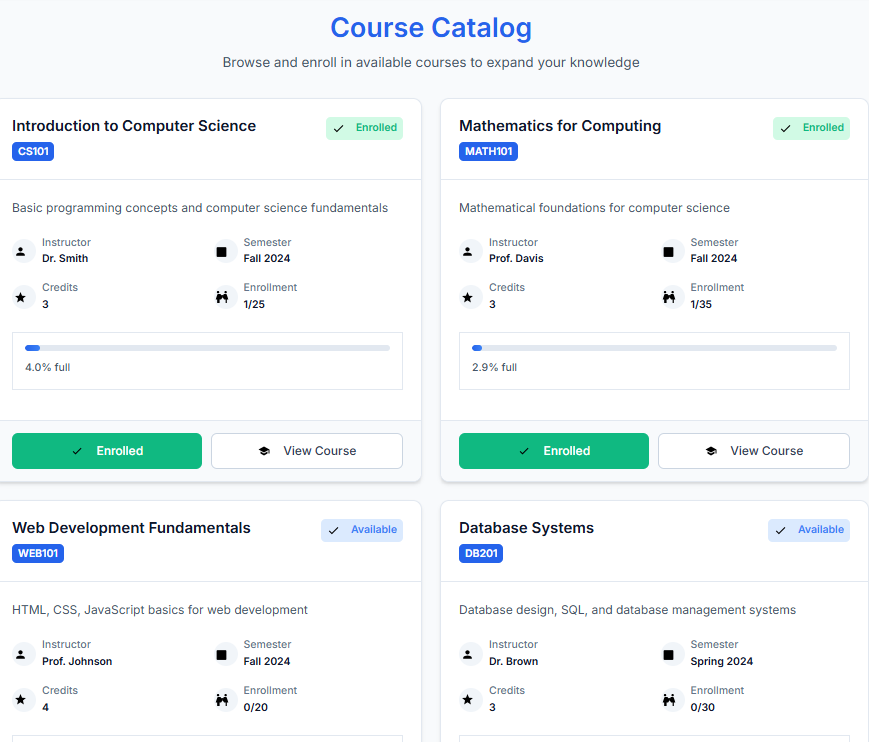 Course Catalog
Browse and enroll in available courses to expand your knowledge
Introduction to Computer Science
Enrolled
CS101
Basic programming concepts and computer science fundamentals
Instructor
Dr. Smith
Semester
Fall 2024
Credits
3
Enrollment
1/25
4.0% full
Enrolled
View Course
Mathematics for Computing
Enrolled
MATH101
Mathematical foundations for computer science
Instructor
Prof. Davis
Semester
Fall 2024
Credits
3
Enrollment
1/35
2.9% full
Enrolled
View Course
Web Development Fundamentals
Available
WEB101
HTML, CSS, JavaScript basics for web development
Instructor
Prof. Johnson
Semester
Fall 2024
Credits
4
Enrollment
0/20
Database Systems
Available
DB201
Database design, SQL, and database management systems
Instructor
Dr. Brown
Semester
Spring 2024
Credits
3
Enrollment
0/30